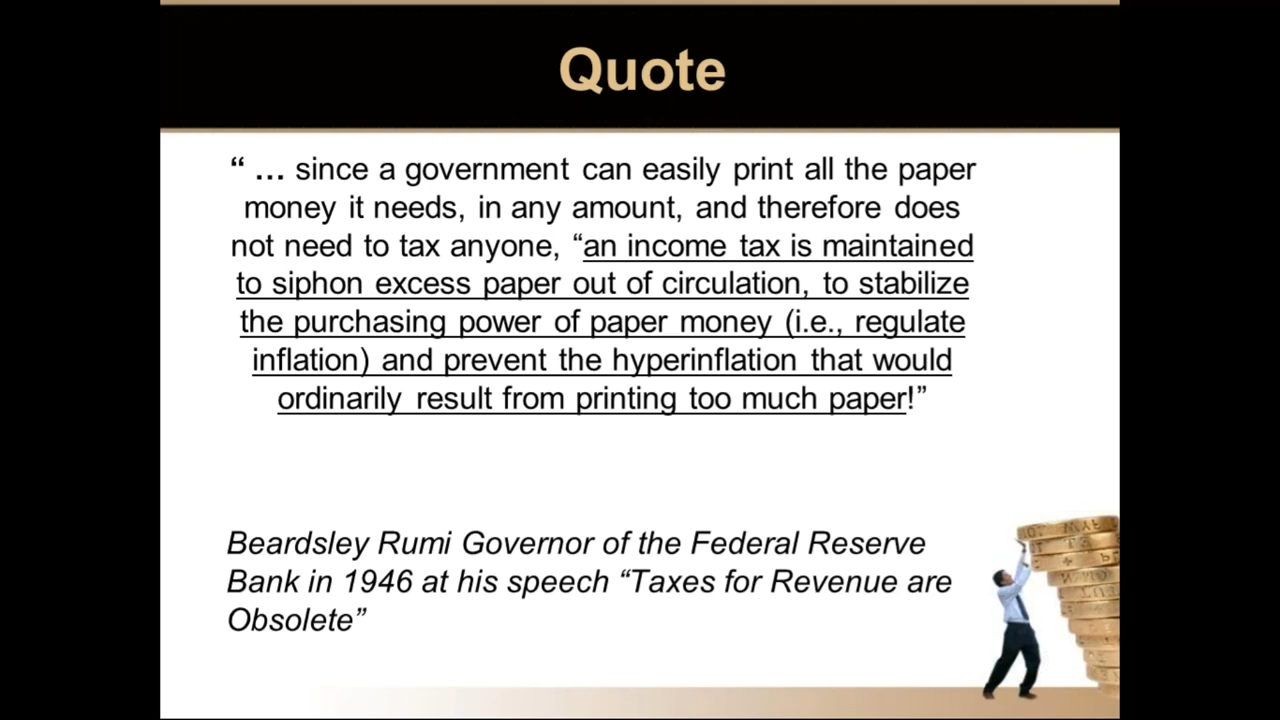 Quote
“ … since a government can easily print all the paper
money it needs, in any amount, and therefore does
not need to tax anyone, “an income tax is maintained
to siphon excess paper out of circulation, to stabilize
the purchasing power of paper money (i.e., regulate
inflation) and prevent the hyperinflation that would
ordinarily result from printing too much paper!”
Beardsley Rumi Governor of the Federal Reserve
Bank in 1946 at his speech “Taxes for Revenue are
Obsolete”